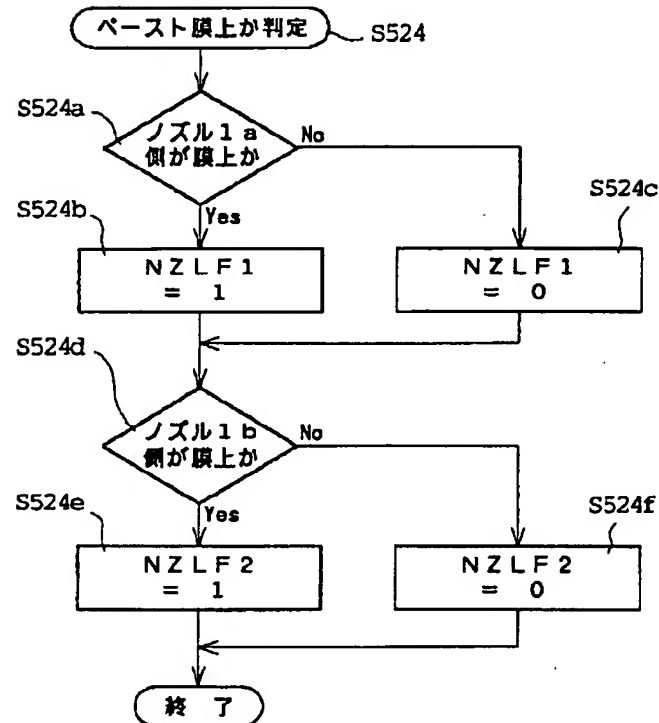 ペースト膜上か判定
S524
S524a
ノズル1a
側が膜上か
No
S524b
Yes
S524c
NZLF1
= 1
NZLF1
= 0
S524d
ノズル1b
側が膜上か
No
S524e
Yes
S524f
NZLF2
= 1
NZLF2
= 0
終了